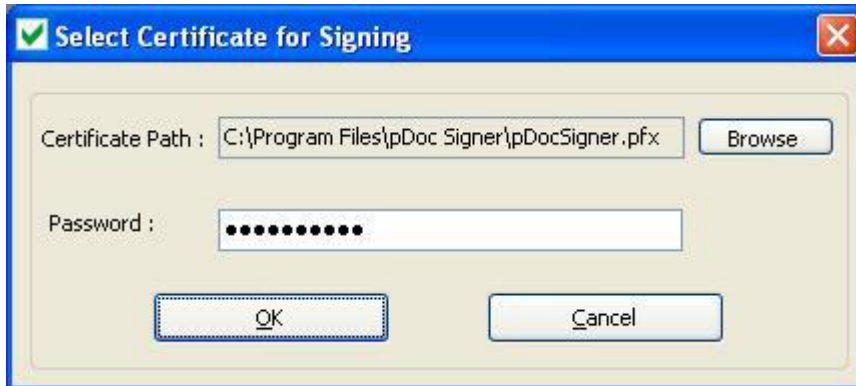 Select Certificate for Signing
Certificate Path : C:\Program Files\pDoc Signer\pDocSigner.pfx Browse
Password : ●●●●●●●●●●
OK Cancel